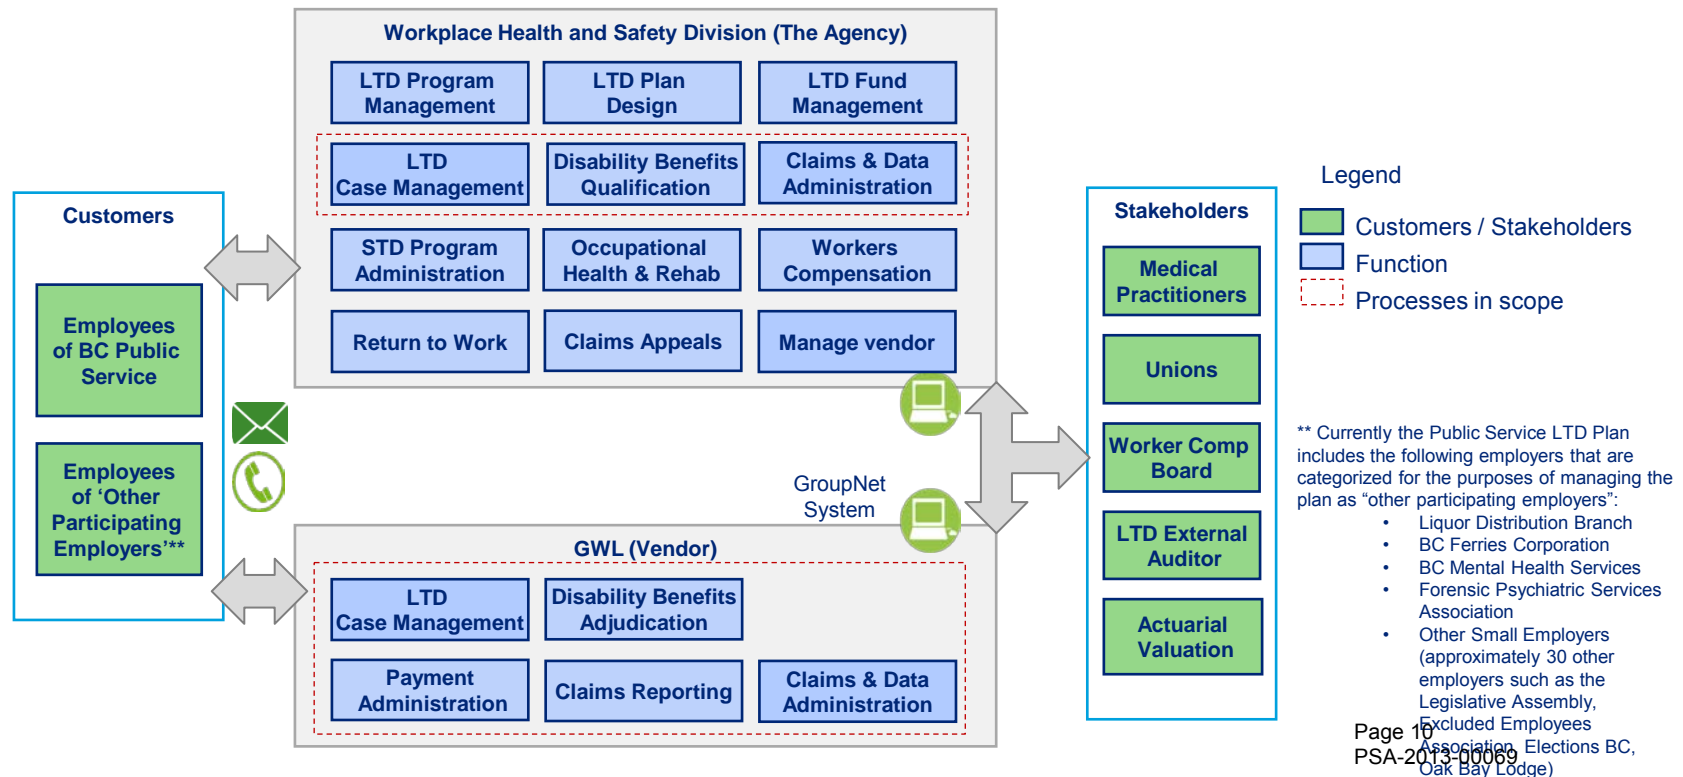 Workplace Health and Safety Division (The Agency)
LTD Program
Management
LTD Plan
Design
LTD Fund
Management
LTD
Case Management
Disability Benefits
Qualification
Claims & Data
Administration
STD Program
Administration
Occupational
Health & Rehab
Workers
Compensation
Return to Work
Claims Appeals
Manage vendor
Customers
Employees
of BC Public
Service
Employees
of ‘Other
Participating
Employers’**
GroupNet
System
GWL (Vendor)
LTD
Case Management
Disability Benefits
Adjudication
Payment
Administration
Claims Reporting
Claims & Data
Administration
Stakeholders
Medical
Practitioners
Unions
Worker Comp
Board
LTD External
Auditor
Actuarial
Valuation
Legend
Customers / Stakeholders
Function
Processes in scope
** Currently the Public Service LTD Plan
includes the following employers that are
categorized for the purposes of managing the
plan as “other participating employers”:
• Liquor Distribution Branch
• BC Ferries Corporation
• BC Mental Health Services
• Forensic Psychiatric Services
Association
• Other Small Employers
(approximately 30 other
employers such as the
Legislative Assembly,
Excluded Employees
Association, Elections BC,
Oak Bay Lodge)
Page 10
PSA-2013-00069